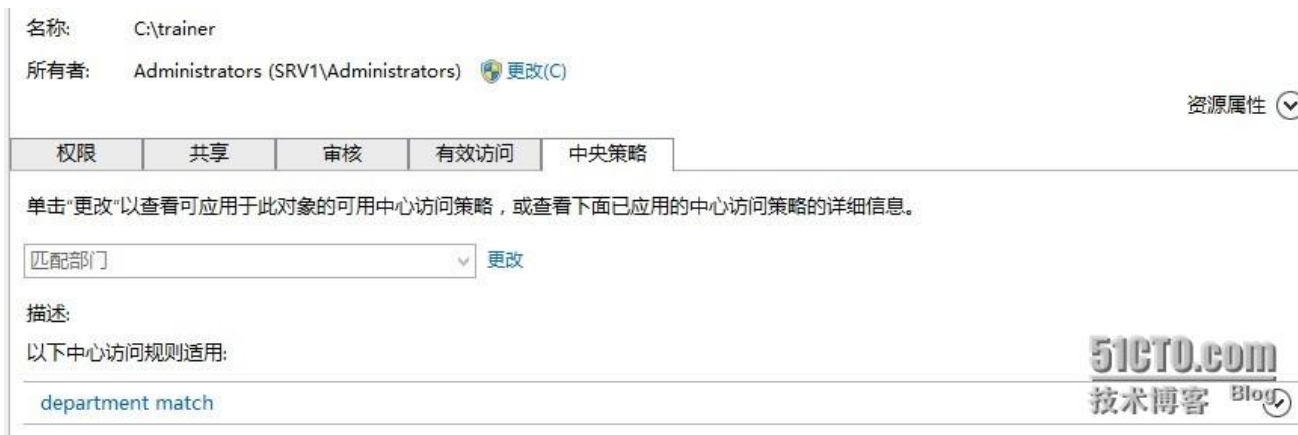 名称: C:\trainer
所有者: Administrators (SRV1\Administrators) 更改(C)
资源属性
权限 共享 审核 有效访问 中央策略
单击“更改”以查看可应用于此对象的可用中心访问策略，或查看下面已应用的中心访问策略的详细信息。
匹配部门 更改
描述:
以下中心访问规则适用:
department match
51CTO.com
技术博客 Blog